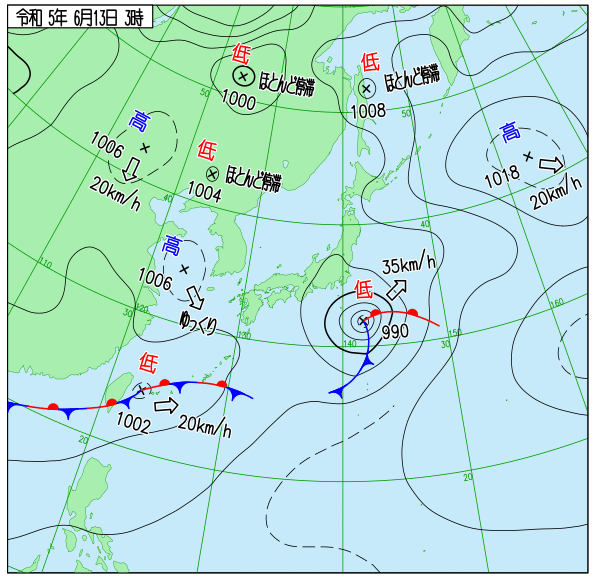 令和 5年 6月13日 3時
低
ほとんど停滞
1000
低
ほとんど停滞
1008
50
50
高
1006
20km/h
低
ほとんど停滞
1004
高
1018
20km/h
40
40
高
1006
ゆっくり
110
120
30
130
低
35km/h
990
140
150
30
160
低
1002
20km/h
20
20